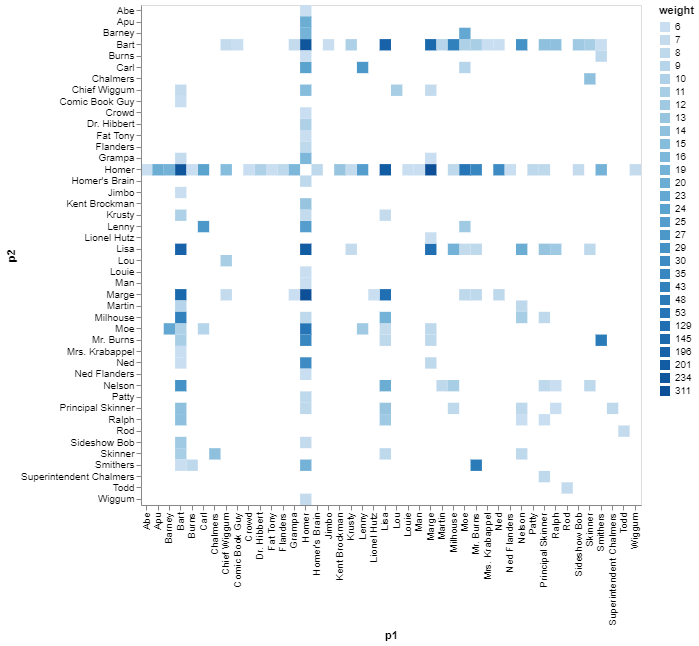 Abe
Apu
Barney
Bart
Burns
Carl
Chalmers
Chief Wiggum
Comic Book Guy
Crowd
Dr. Hibbert
Fat Tony
Flanders
Grampa
Homer
Homer's Brain
Jimbo
Kent Brockman
Krusty
Lenny
Lionel Hutz
Lisa
Lou
Louie
Man
Marge
Martin
Milhouse
Moe
Mr. Burns
Mrs. Krabappel
Ned
Ned Flanders
Nelson
Patty
Principal Skinner
Ralph
Rod
Sideshow Bob
Skinner
Smithers
Superintendent Chalmers
Todd
Wiggum
p2
Abe
Apu
Barney
Bart
Burns
Carl
Chalmers
Chief Wiggum
Comic Book Guy
Crowd
Dr. Hibbert
Fat Tony
Flanders
Grampa
Homer
Homer's Brain
Jimbo
Kent Brockman
Krusty
Lenny
Lionel Hutz
Lisa
Lou
Louie
Man
Marge
Martin
Milhouse
Moe
Mr. Burns
Mrs. Krabappel
Ned
Ned Flanders
Nelson
Patty
Principal Skinner
Ralph
Rod
Sideshow Bob
Skinner
Smithers
Superintendent Chalmers
Todd
Wiggum
p1
weight
6
7
8
9
10
11
12
13
14
15
16
19
20
23
24
25
27
29
30
35
43
48
53
129
145
196
201
234
311